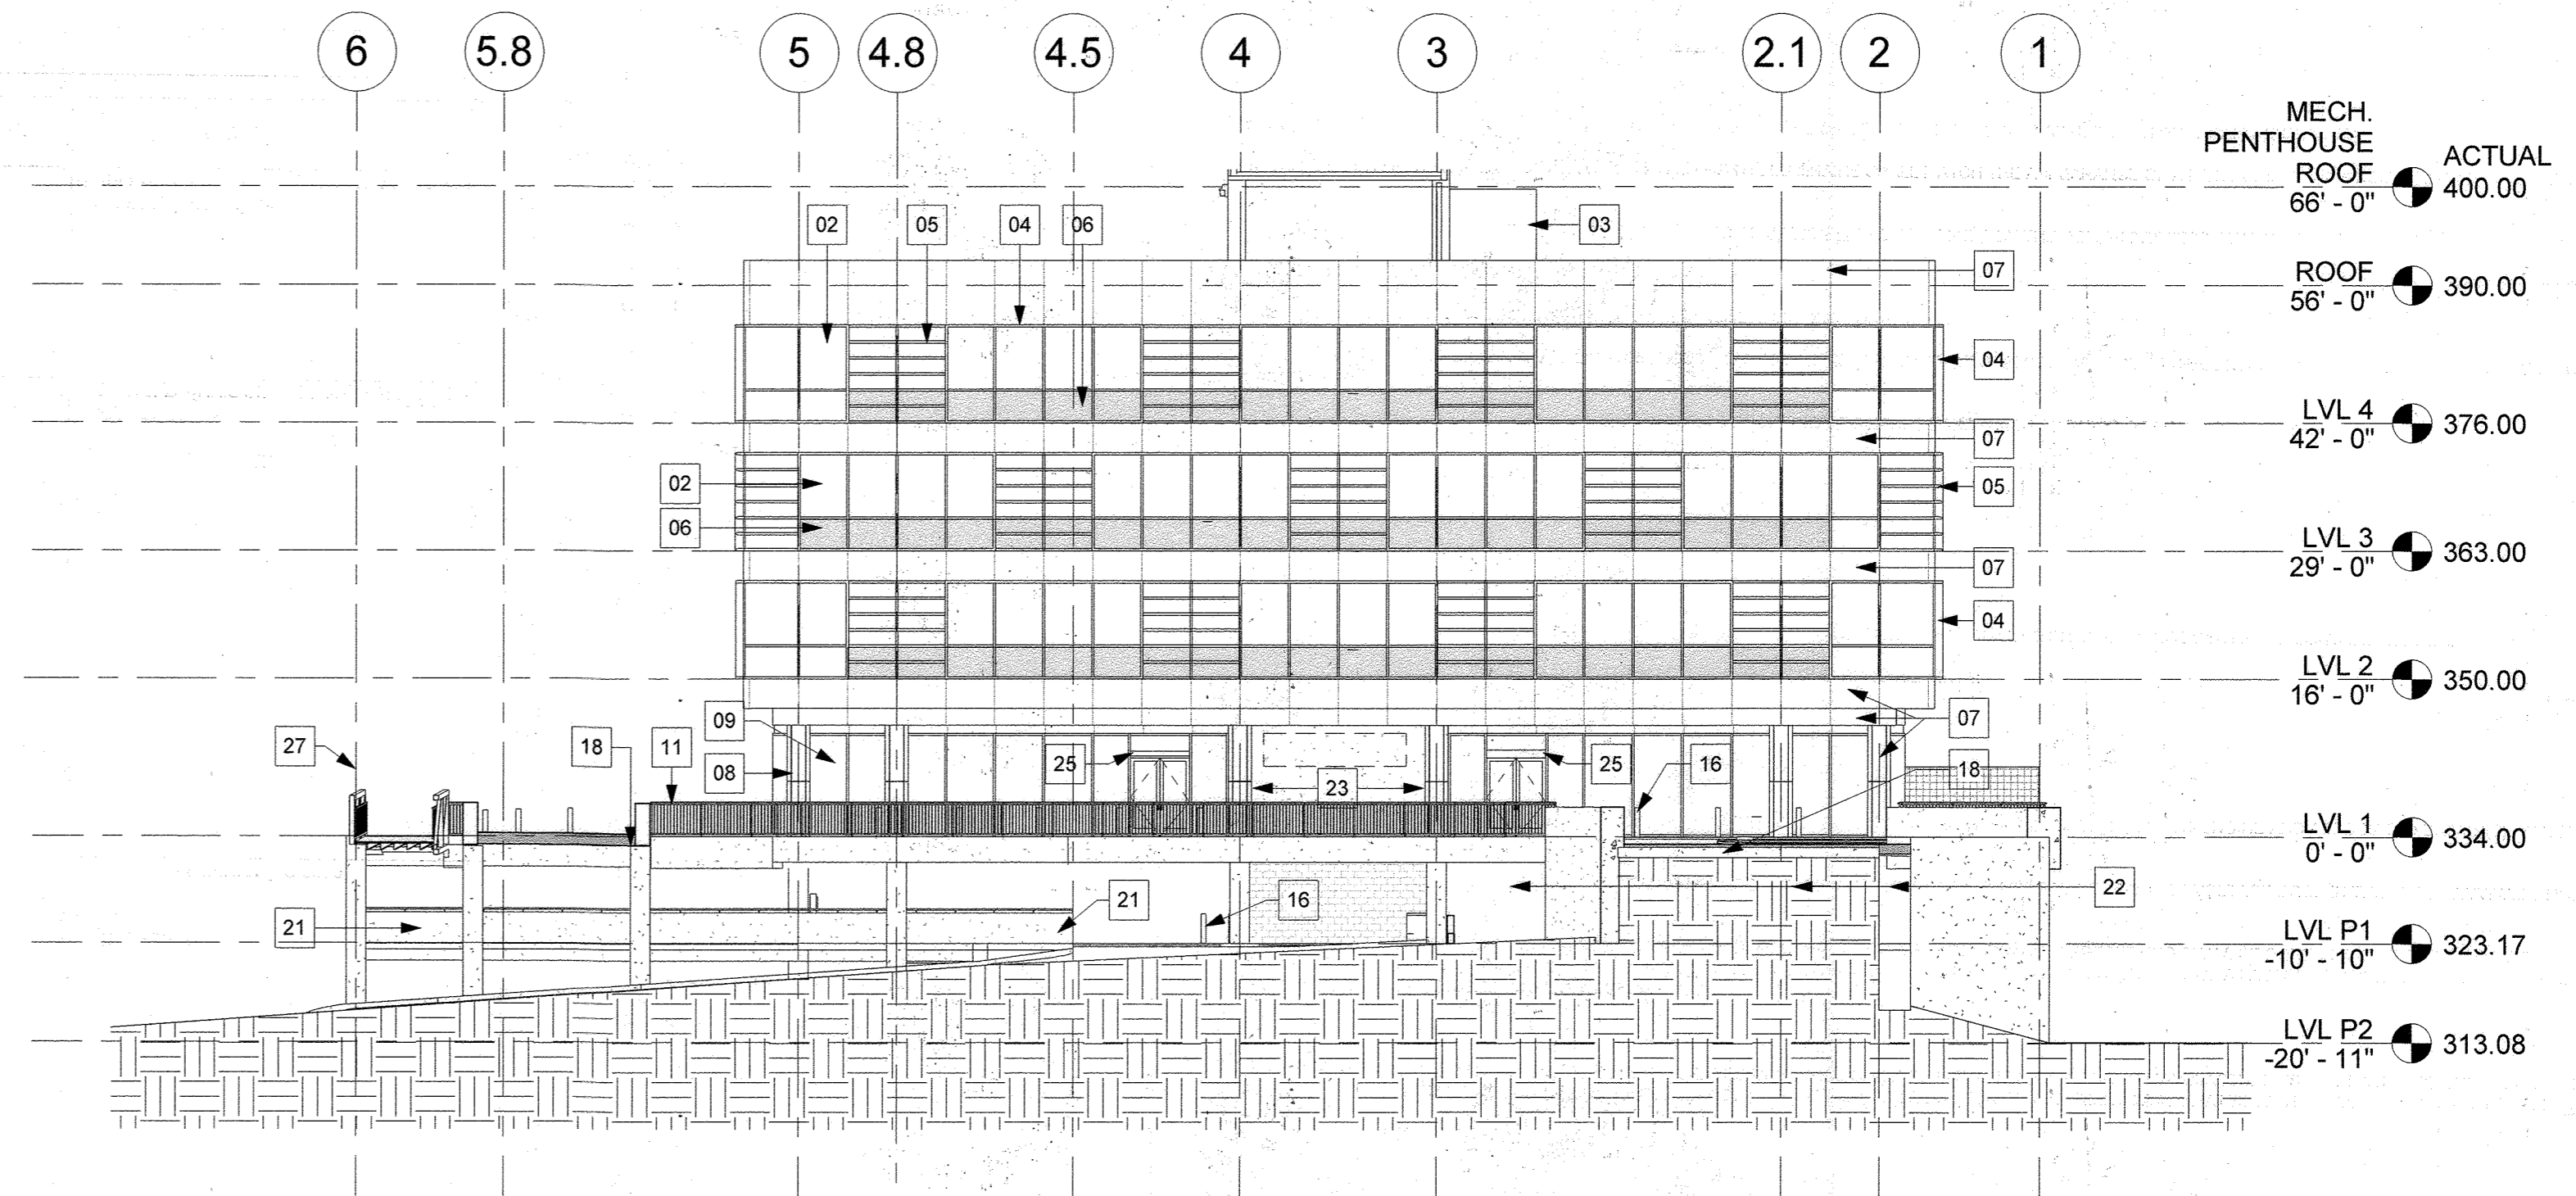 6 5.8 5 4.8 4.5 4 3 2.1 2 1
MECH.
PENTHOUSE
ROOF
66' - 0"
ACTUAL
400.00
02 05 04 06 03
07
ROOF
56' - 0"
390.00
04
LVL 4
42' - 0"
376.00
07
02
05
06
LVL 3
29' - 0"
363.00
07
04
LVL 2
16' - 0"
350.00
09
07
27
18
11
08
25
23
25
16
18
LVL 1
0' - 0"
334.00
22
21
16
21
LVL P1
-10' - 10"
323.17
LVL P2
-20' - 11"
313.08